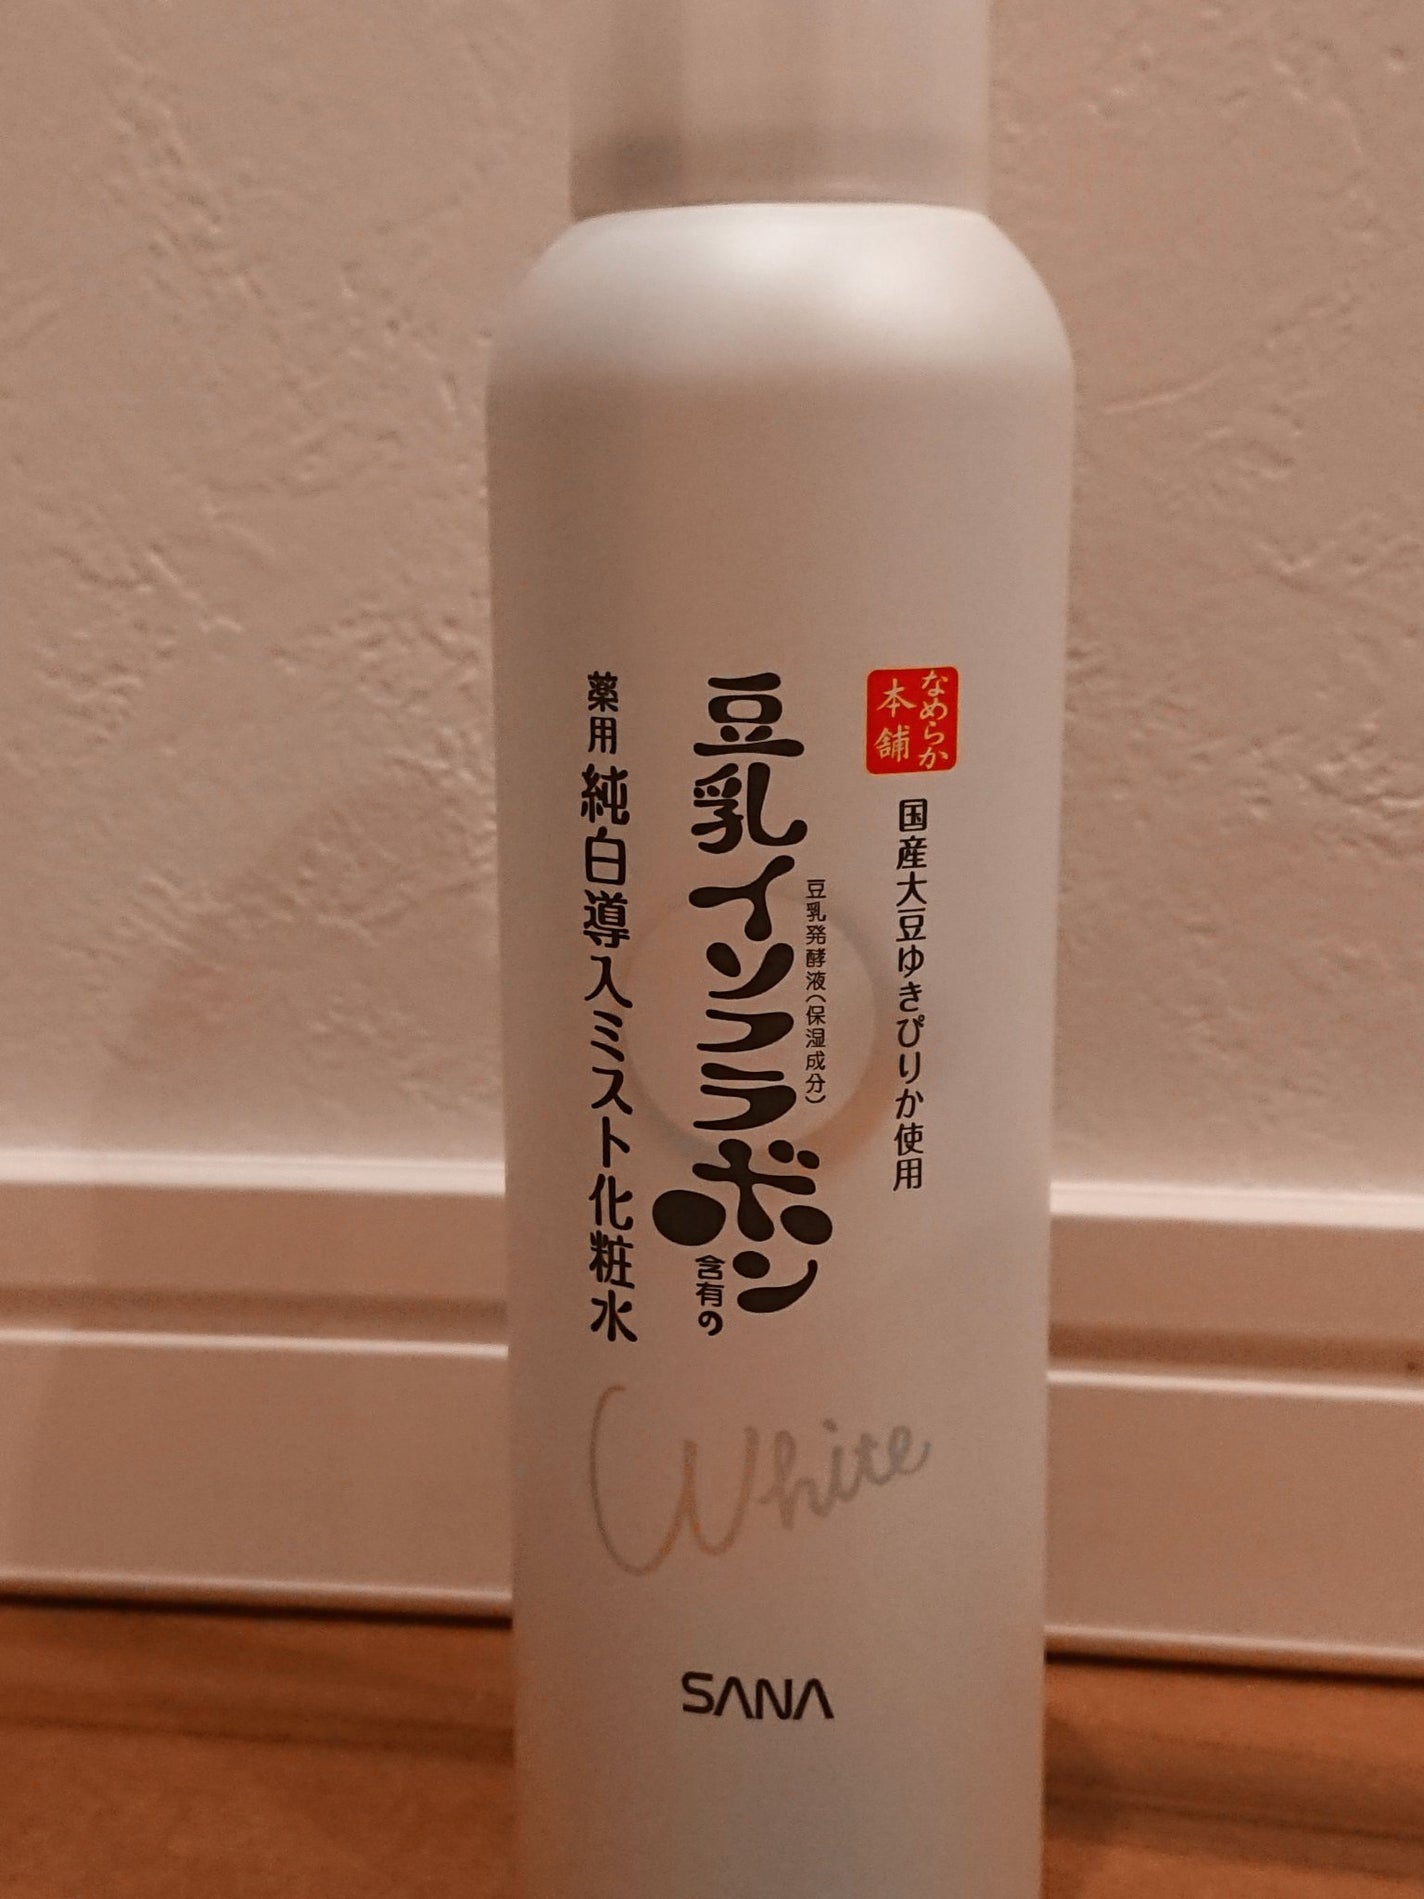 なめらか
本舗
国産大豆ゆきぴりか使用
豆乳発酵液(保湿成分)
豆乳イソフラボン
含有の
薬用 純白導入ミスト化粧水
White
SANA